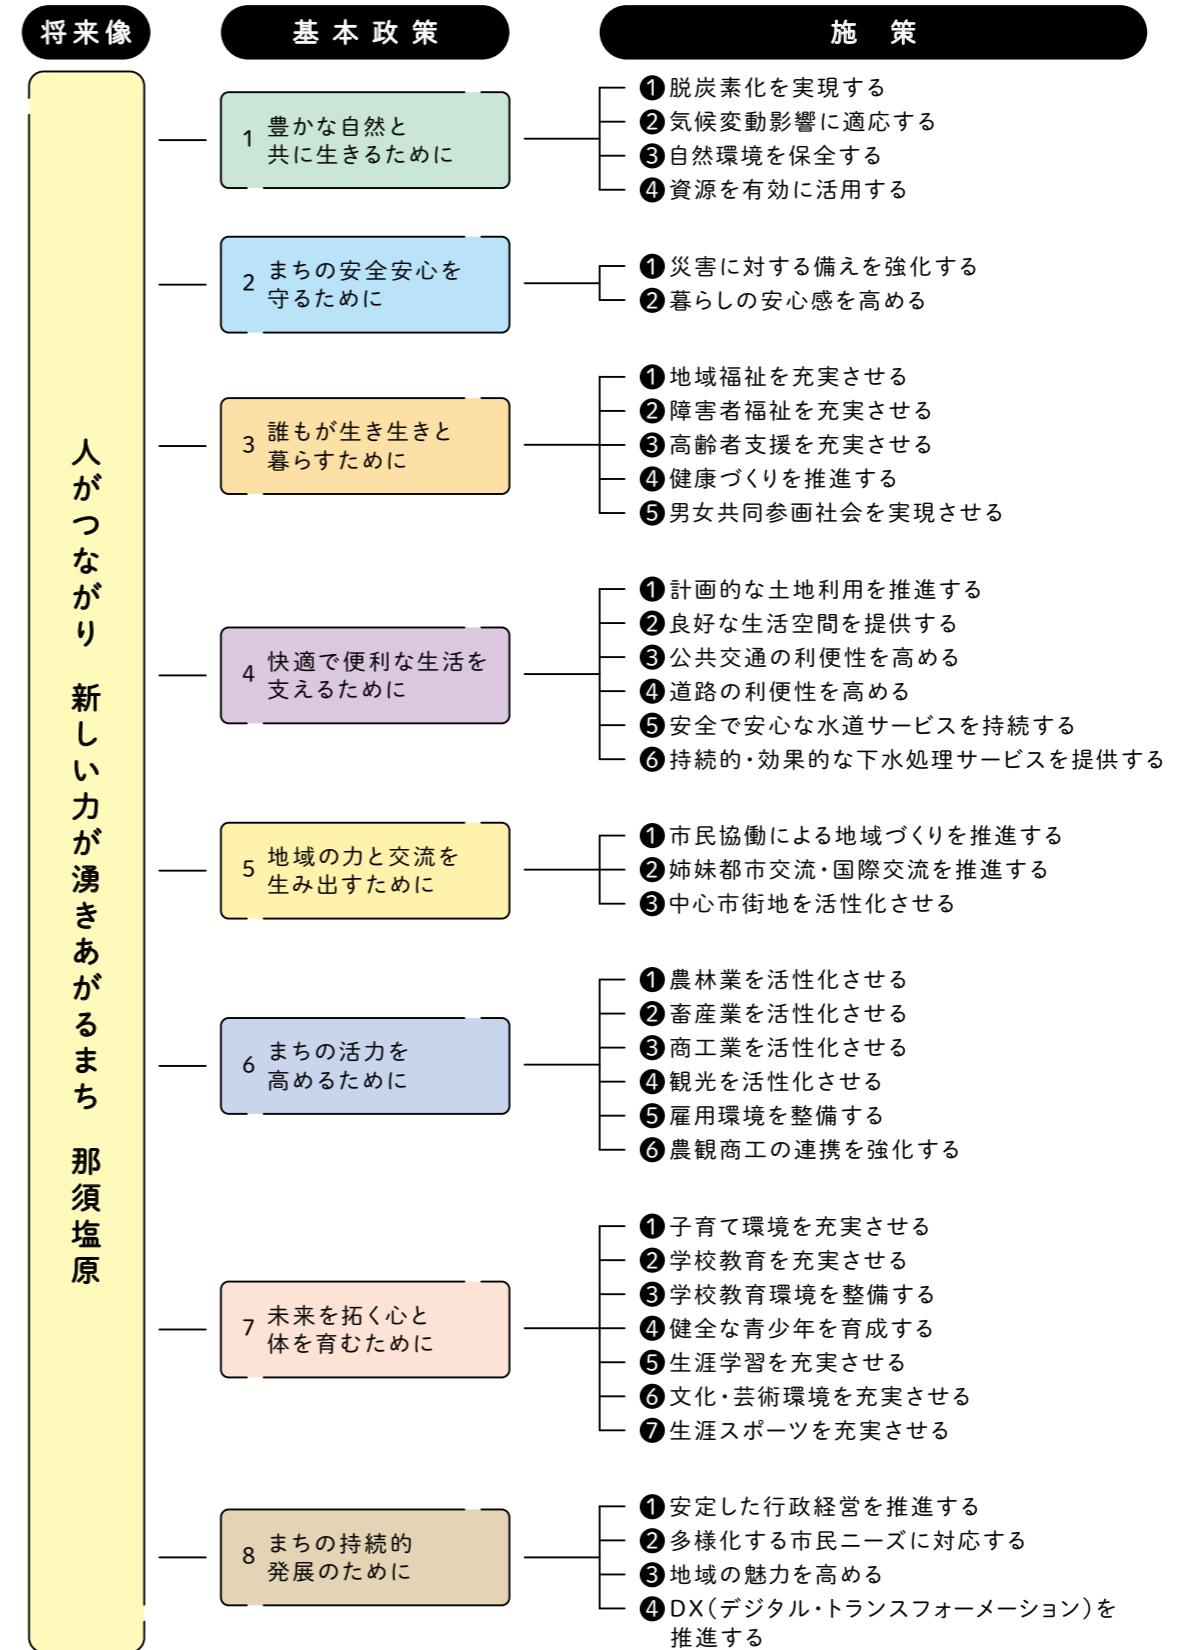 将来像
基本政策
施策
人がつながり　新しい力が湧きあがるまち　那須塩原
1 豊かな自然と
共に生きるために
❶脱炭素化を実現する
❷気候変動影響に適応する
❸自然環境を保全する
❹資源を有効に活用する
2 まちの安全安心を
守るために
❶災害に対する備えを強化する
❷暮らしの安心感を高める
3 誰もが生き生きと
暮らすために
❶地域福祉を充実させる
❷障害者福祉を充実させる
❸高齢者支援を充実させる
❹健康づくりを推進する
❺男女共同参画社会を実現させる
4 快適で便利な生活を
支えるために
❶計画的な土地利用を推進する
❷良好な生活空間を提供する
❸公共交通の利便性を高める
❹道路の利便性を高める
❺安全で安心な水道サービスを持続する
❻持続的・効果的な下水処理サービスを提供する
5 地域の力と交流を
生み出すために
❶市民協働による地域づくりを推進する
❷姉妹都市交流・国際交流を推進する
❸中心市街地を活性化させる
6 まちの活力を
高めるために
❶農林業を活性化させる
❷畜産業を活性化させる
❸商工業を活性化させる
❹観光を活性化させる
❺雇用環境を整備する
❻農観商工の連携を強化する
7 未来を拓く心と
体を育むために
❶子育て環境を充実させる
❷学校教育を充実させる
❸学校教育環境を整備する
❹健全な青少年を育成する
❺生涯学習を充実させる
❻文化・芸術環境を充実させる
❼生涯スポーツを充実させる
8 まちの持続的
発展のために
❶安定した行政経営を推進する
❷多様化する市民ニーズに対応する
❸地域の魅力を高める
❹DX（デジタル・トランスフォーメーション）を
推進する